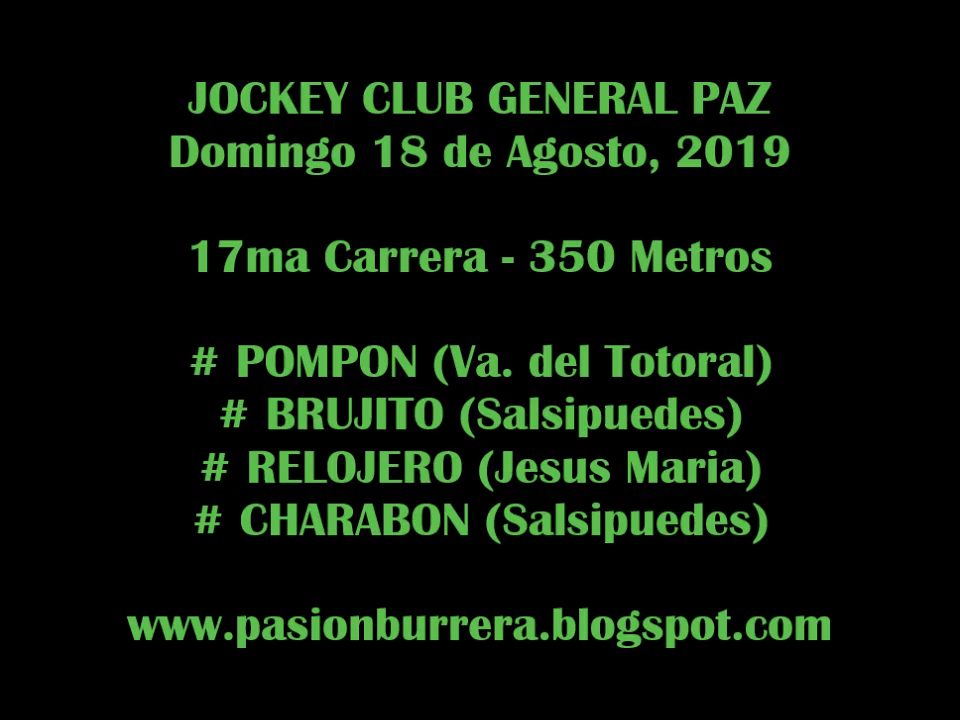 JOCKEY CLUB GENERAL PAZ
Domingo 18 de Agosto, 2019
17ma Carrera - 350 Metros
# POMPON (Va. del Totoral)
# BRUJITO (Salsipuedes)
# RELOJERO (Jesus Maria)
# CHARABON (Salsipuedes)
www.pasionburrera.blogspot.com